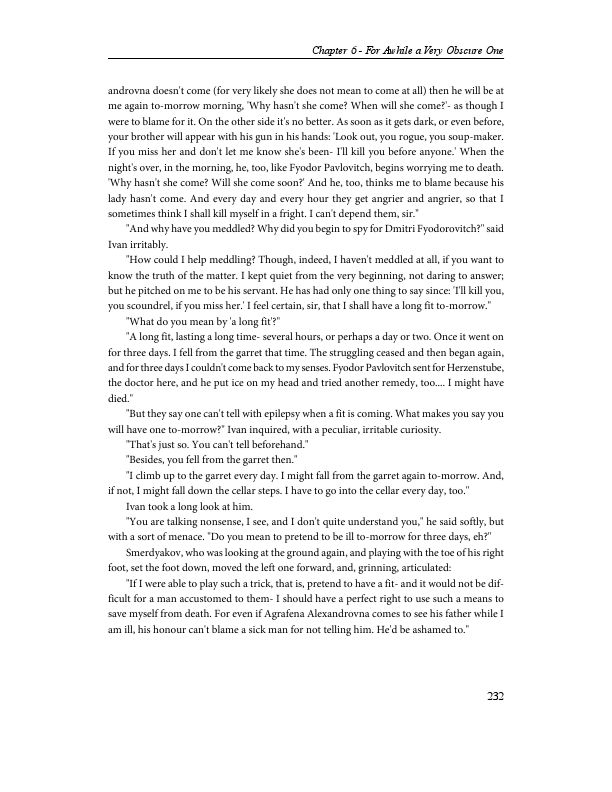 Chapter 6 - For Awhile a Very Obscure One
androvna doesn't come (for very likely she does not mean to come at all) then he will be at
me again to-morrow morning, 'Why hasn't she come? When will she come?'- as though I
were to blame for it. On the other side it's no better. As soon as it gets dark, or even before,
your brother will appear with his gun in his hands: 'Look out, you rogue, you soup-maker.
If you miss her and don't let me know she's been- I'll kill you before anyone.' When the
night's over, in the morning, he, too, like Fyodor Pavlovitch, begins worrying me to death.
'Why hasn't she come? Will she come soon?' And he, too, thinks me to blame because his
lady hasn't come. And every day and every hour they get angrier and angrier, so that I
sometimes think I shall kill myself in a fright. I can't depend them, sir."
"And why have you meddled? Why did you begin to spy for Dmitri Fyodorovitch?" said
Ivan irritably.
"How could I help meddling? Though, indeed, I haven't meddled at all, if you want to
know the truth of the matter. I kept quiet from the very beginning, not daring to answer;
but he pitched on me to be his servant. He has had only one thing to say since: 'I'll kill you,
you scoundrel, if you miss her.' I feel certain, sir, that I shall have a long fit to-morrow."
"What do you mean by 'a long fit'?"
"A long fit, lasting a long time- several hours, or perhaps a day or two. Once it went on
for three days. I fell from the garret that time. The struggling ceased and then began again,
and for three days I couldn't come back to my senses. Fyodor Pavlovitch sent for Herzenstube,
the doctor here, and he put ice on my head and tried another remedy, too.... I might have
died."
"But they say one can't tell with epilepsy when a fit is coming. What makes you say you
will have one to-morrow?" Ivan inquired, with a peculiar, irritable curiosity.
"That's just so. You can't tell beforehand."
"Besides, you fell from the garret then."
"I climb up to the garret every day. I might fall from the garret again to-morrow. And,
if not, I might fall down the cellar steps. I have to go into the cellar every day, too."
Ivan took a long look at him.
"You are talking nonsense, I see, and I don't quite understand you," he said softly, but
with a sort of menace. "Do you mean to pretend to be ill to-morrow for three days, eh?"
Smerdyakov, who was looking at the ground again, and playing with the toe of his right
foot, set the foot down, moved the left one forward, and, grinning, articulated:
"If I were able to play such a trick, that is, pretend to have a fit- and it would not be dif-
ficult for a man accustomed to them- I should have a perfect right to use such a means to
save myself from death. For even if Agrafena Alexandrovna comes to see his father while I
am ill, his honour can't blame a sick man for not telling him. He'd be ashamed to."
232